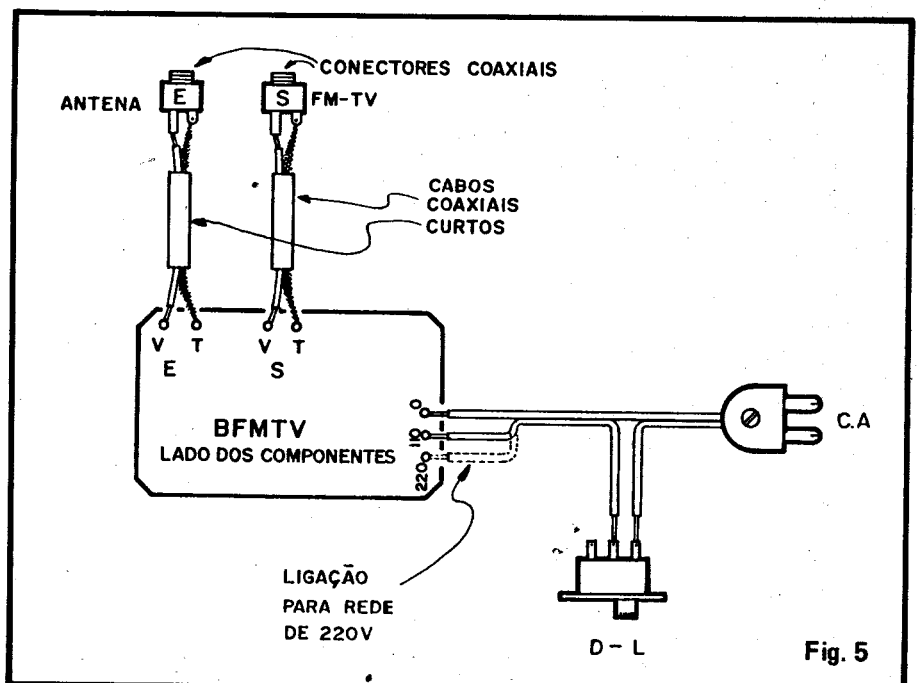 CONECTORES COAXIAIS
ANTENA
E
S
FM-TV
CABOS
COAXIAIS
CURTOS
V T
V T
E
S
0
BFMTV
110
LADO DOS COMPONENTES
220
C.A
LIGAÇÃO
PARA REDE
DE 220V
D-L
Fig. 5